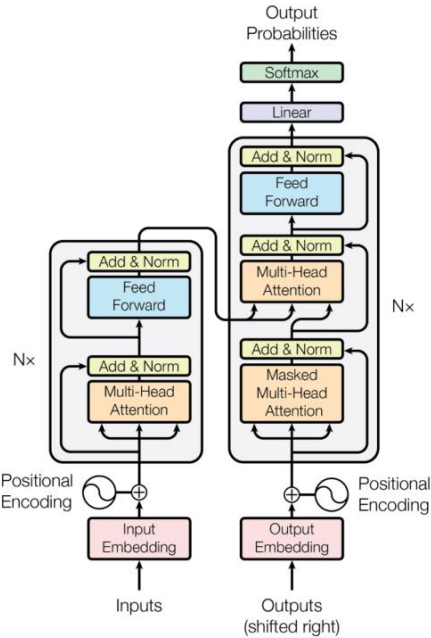 Output
Probabilities
Softmax
Linear
Add & Norm
Feed
Forward
Add & Norm
Multi-Head
Attention
Add & Norm
Masked
Multi-Head
Attention
N×
Add & Norm
Feed
Forward
Add & Norm
Multi-Head
Attention
N×
Positional
Encoding
Input
Embedding
Inputs
Positional
Encoding
Output
Embedding
Outputs
(shifted right)